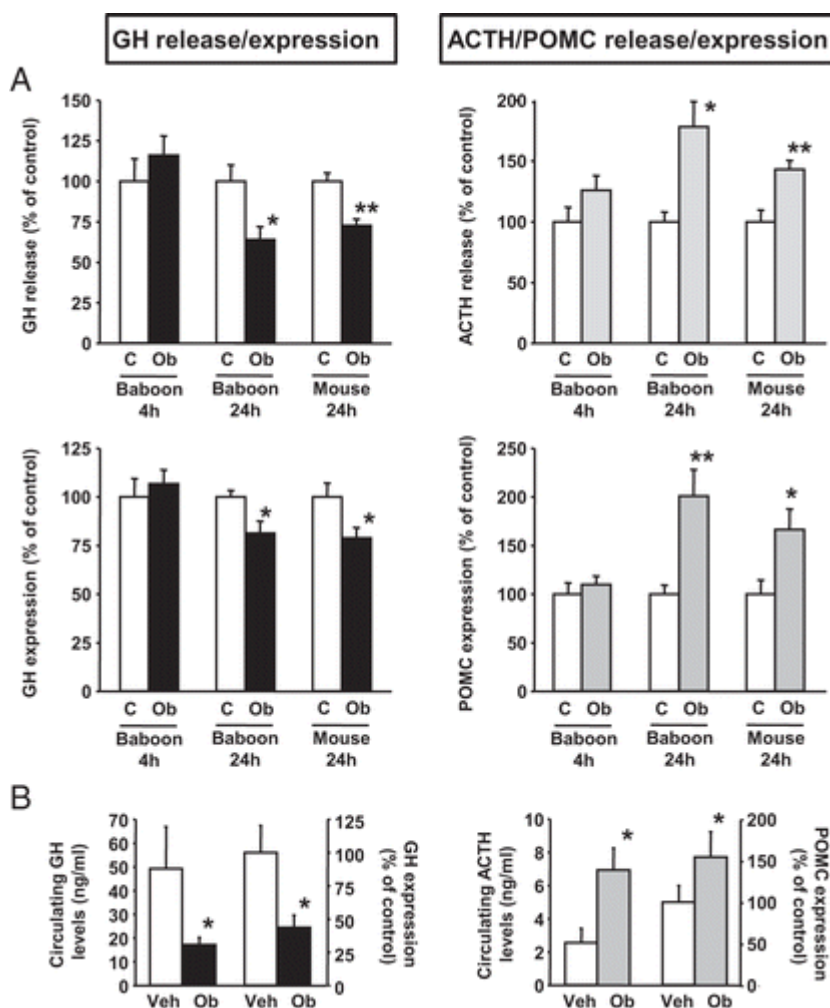 GH release/expression
ACTH/POMC release/expression
A
GH release (% of control)
150
125
100
75
50
25
0
C Ob C Ob C Ob
Baboon Baboon Mouse
4h 24h 24h
*
**
ACTH release (% of control)
200
150
100
50
0
C Ob C Ob C Ob
Baboon Baboon Mouse
4h 24h 24h
*
**
GH expression (% of control)
125
100
75
50
25
0
C Ob C Ob C Ob
Baboon Baboon Mouse
4h 24h 24h
*
*
POMC expression (% of control)
250
200
150
100
50
0
C Ob C Ob C Ob
Baboon Baboon Mouse
4h 24h 24h
**
*
B
Circulating GH
levels (ng/ml)
70
60
50
40
30
20
10
0
Veh Ob Veh Ob
*
*
125
100
75
50
25
0
GH expression
(% of control)
Circulating ACTH
levels (ng/ml)
10
8
6
4
2
0
Veh Ob Veh Ob
*
*
200
150
100
50
0
POMC expression
(% of control)